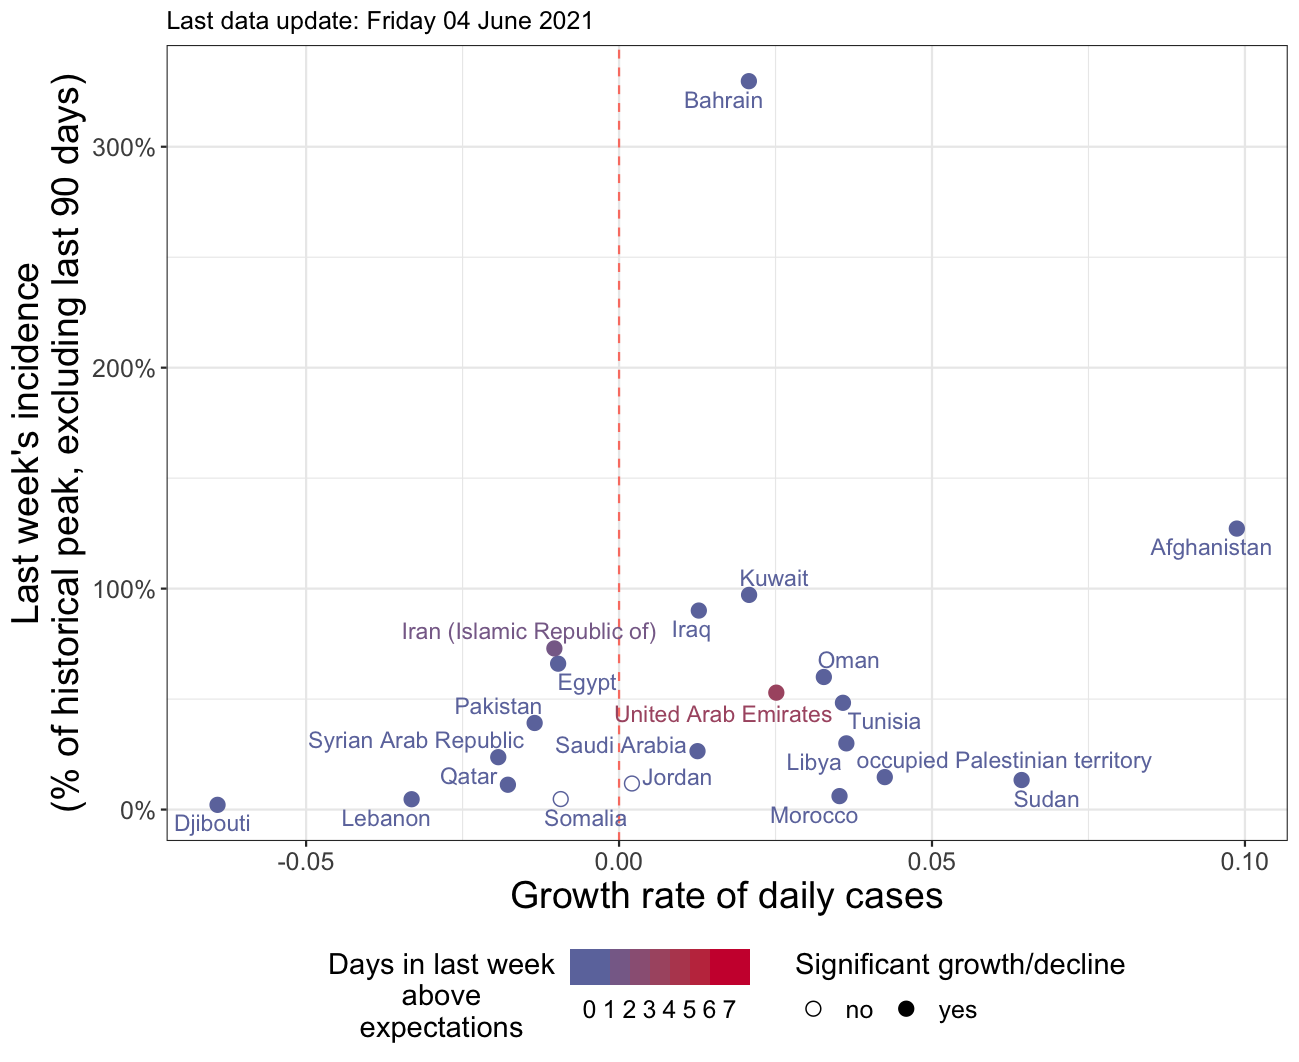 Last data update: Friday 04 June 2021
Last week's incidence
(% of historical peak, excluding last 90 days)
300%
200%
100%
0%
Bahrain
Afghanistan
Kuwait
Iraq
Iran (Islamic Republic of)
Egypt
Oman
United Arab Emirates
Tunisia
Pakistan
Syrian Arab Republic
Saudi Arabia
Libya
occupied Palestinian territory
Qatar
Jordan
Sudan
Djibouti
Lebanon
Somalia
Morocco
-0.05
0.00
0.05
0.10
Growth rate of daily cases
Days in last week
above
expectations
0 1 2 3 4 5 6 7
Significant growth/decline
no
yes